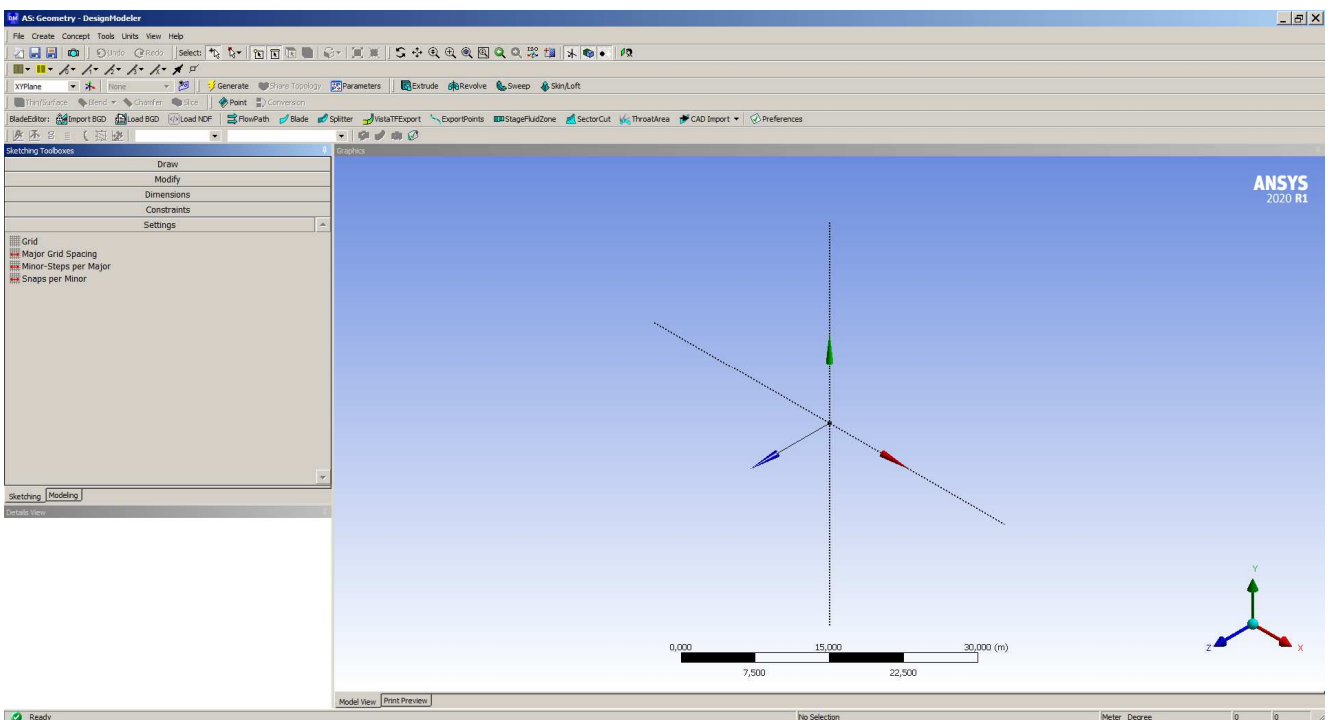 AS: Geometry - DesignModeler
File Create Concept Tools Units View Help
Undo Redo Select: ISO
XYPlane None Generate Share Topology Parameters Extrude Revolve Sweep Skin/Loft
Thin/Surface Blend Chamfer Slice Point Conversion
BladeEditor: Import BGD Load BGD Load NDF FlowPath Blade Splitter VistaTFExport ExportPoints StageFluidZone SectorCut ThroatArea CAD Import Preferences
Sketching Toolboxes
Graphics
Draw
Modify
Dimensions
Constraints
Settings
Grid
Major Grid Spacing
Minor-Steps per Major
Snaps per Minor
Sketching Modeling
Details View
ANSYS
2020 R1
Y
Z X
0,000 15,000 30,000 (m)
7,500 22,500
Model View Print Preview
Ready No Selection Meter Degree 0 0